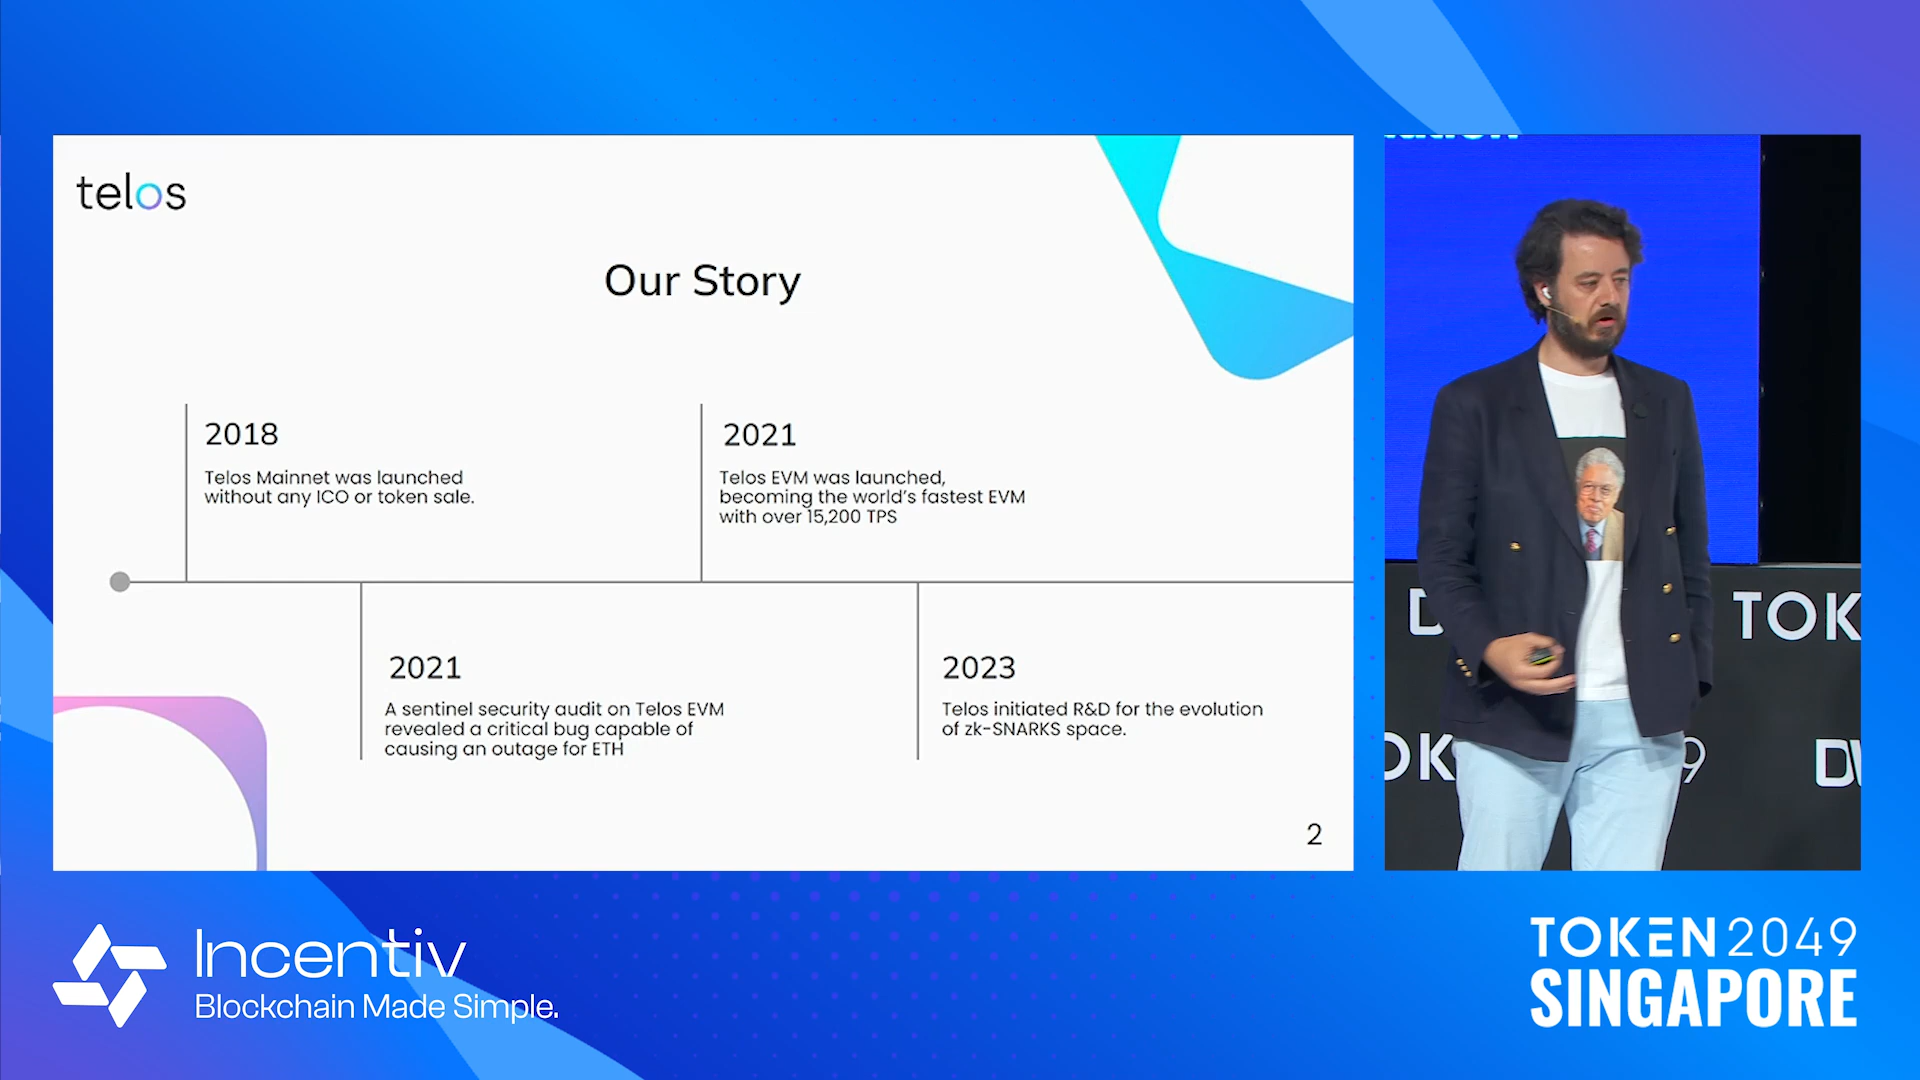 telos
Our Story
2018
Telos Mainnet was launched
without any ICO or token sale.
2021
Telos EVM was launched,
becoming the world's fastest EVM
with over 15,200 TPS
2021
A sentinel security audit on Telos EVM
revealed a critical bug capable of
causing an outage for ETH
2023
Telos initiated R&D for the evolution
of zk-SNARKS space.
2
TOK
OK
9
Incentiv
Blockchain Made Simple.
TOKEN2049
SINGAPORE